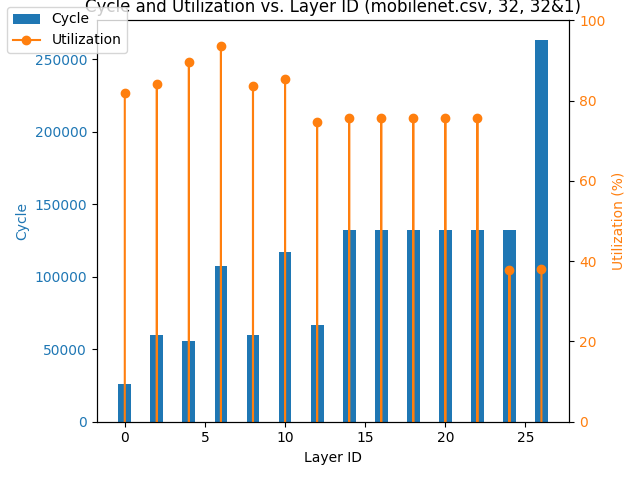 Cycle and Utilization vs. Layer ID (mobilenet.csv, 32, 32&1)
Cycle
Utilization
250000
200000
150000
100000
50000
0
Cycle
100
80
60
40
20
0
Utilization (%)
0 5 10 15 20 25
Layer ID